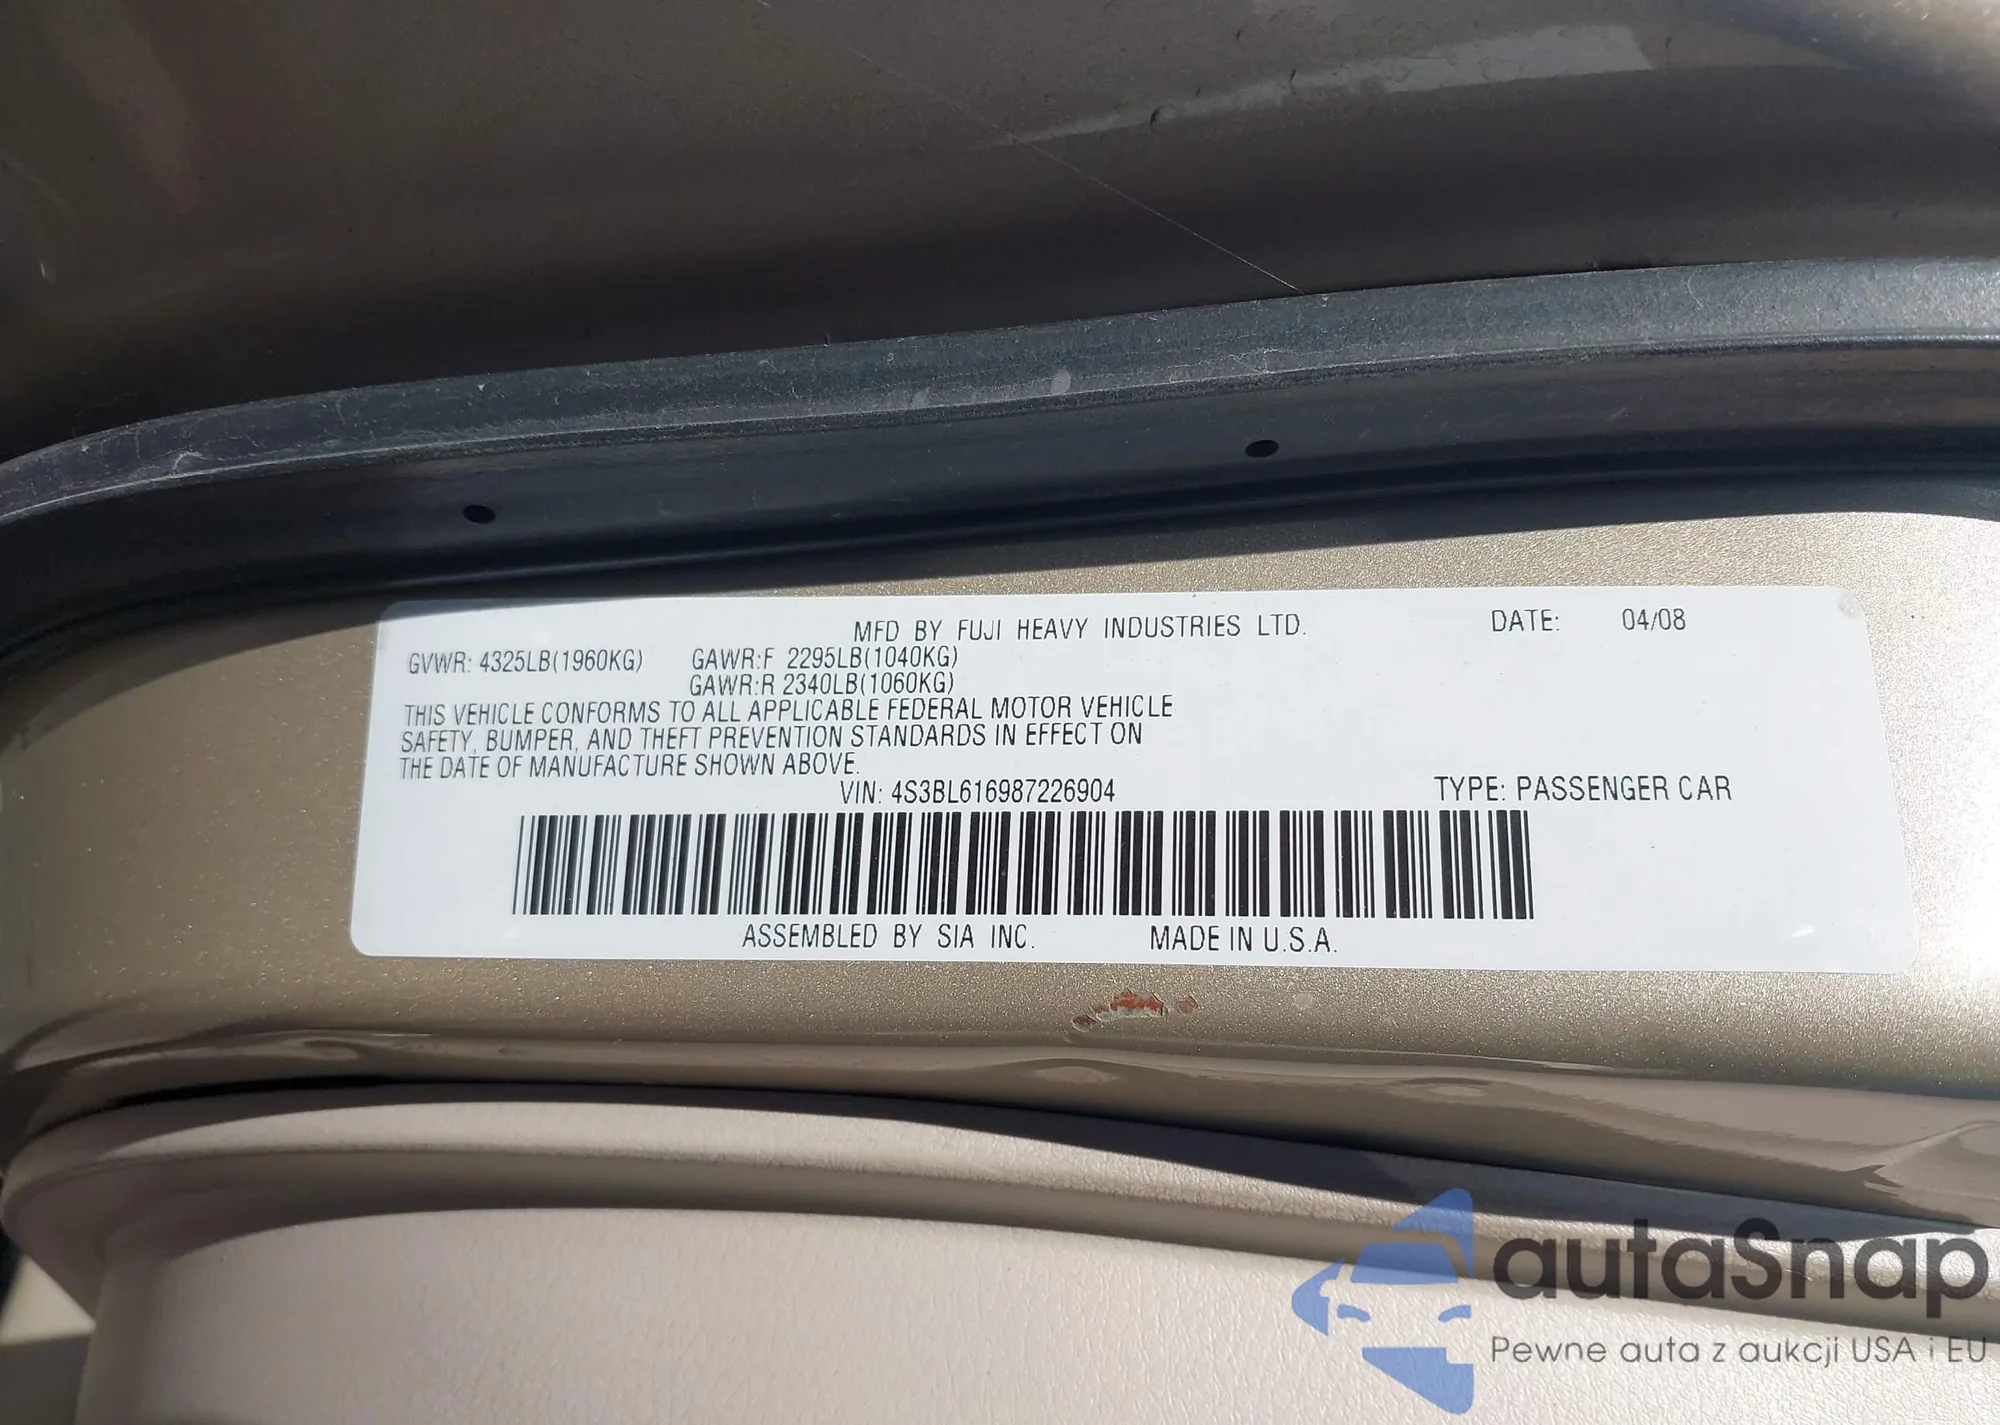 MFD BY FUJI HEAVY INDUSTRIES LTD. DATE: 04/08
GVWR: 4325LB(1960KG) GAWR:F 2295LB(1040KG)
GAWR:R 2340LB(1060KG)
THIS VEHICLE CONFORMS TO ALL APPLICABLE FEDERAL MOTOR VEHICLE
SAFETY, BUMPER, AND THEFT PREVENTION STANDARDS IN EFFECT ON
THE DATE OF MANUFACTURE SHOWN ABOVE.
VIN: 4S3BL616987226904 TYPE: PASSENGER CAR
ASSEMBLED BY SIA INC. MADE IN U.S.A.
autaSnap
Pewne auta z aukcji USA i EU